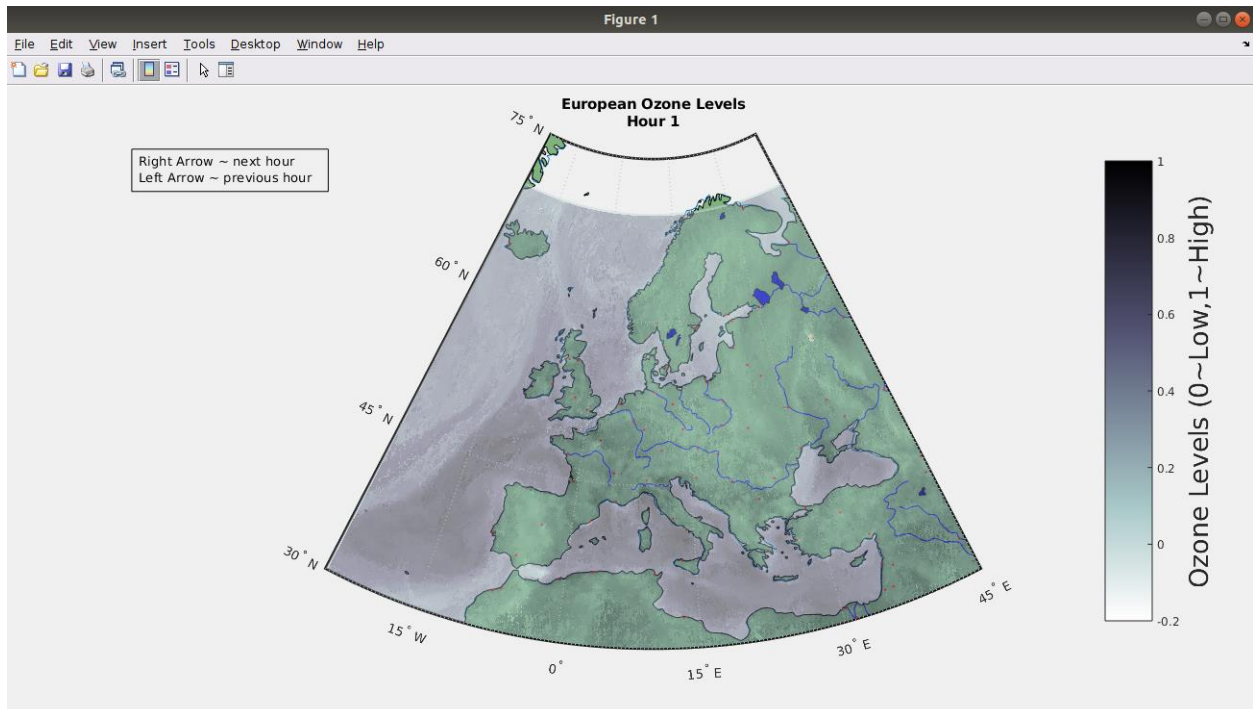 Figure 1
File Edit View Insert Tools Desktop Window Help
European Ozone Levels
Hour 1
Right Arrow ~ next hour
Left Arrow ~ previous hour
75° N
60° N
45° N
30° N
15° W
0°
15° E
30° E
45° E
1
0.8
0.6
0.4
0.2
0
-0.2
Ozone Levels (0~Low,1~High)